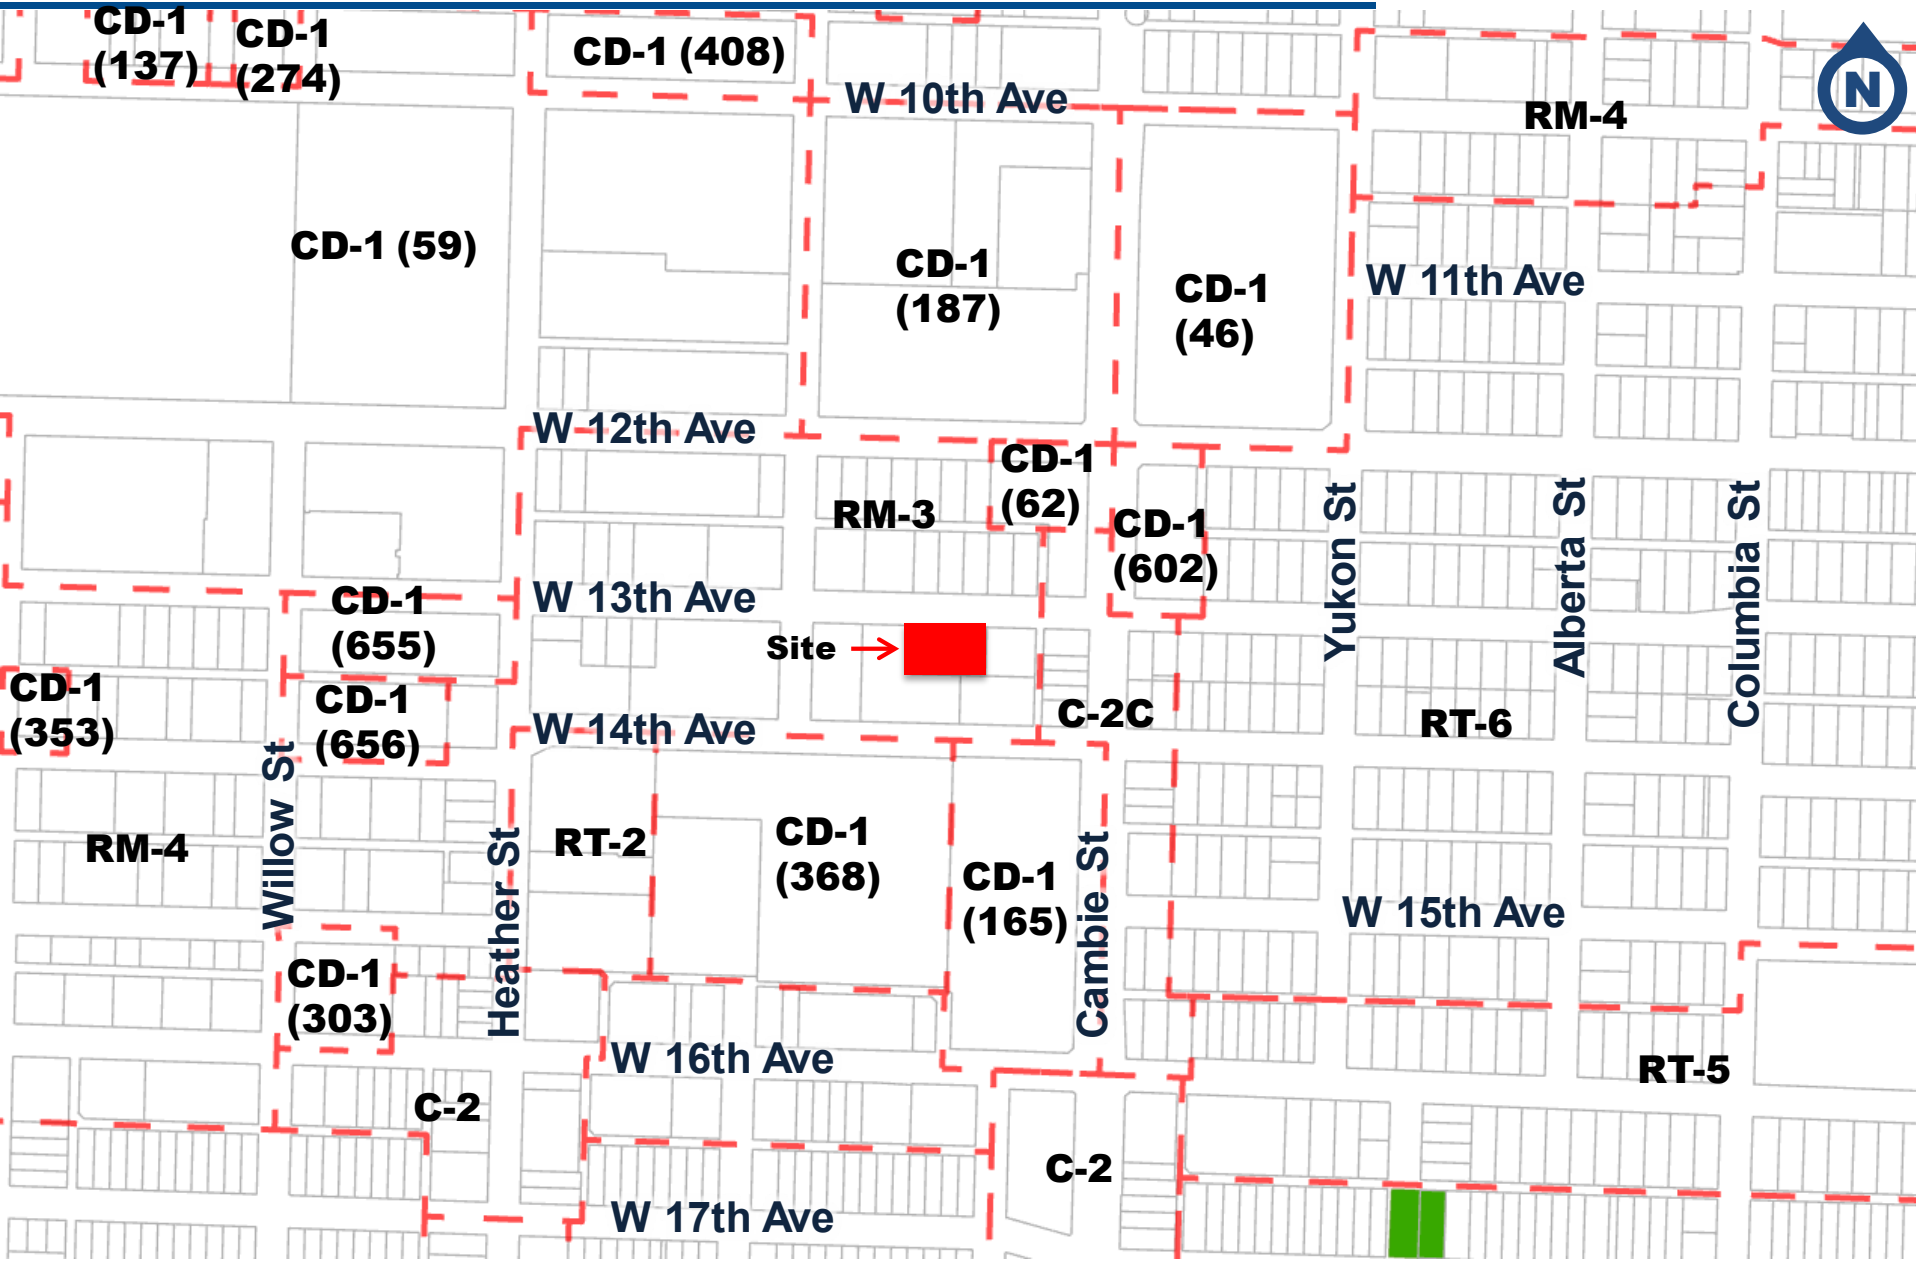 CD-1
(137)
CD-1
(274)
CD-1 (408)
W 10th Ave
N
RM-4
CD-1 (59)
CD-1
(187)
CD-1
(46)
W 11th Ave
W 12th Ave
CD-1
(62)
RM-3
CD-1
(602)
Yukon St
Alberta St
Columbia St
W 13th Ave
CD-1
(655)
Site
CD-1
(353)
CD-1
(656)
W 14th Ave
C-2C
RT-6
Willow St
RM-4
Heather St
RT-2
CD-1
(368)
CD-1
(165)
Cambie St
W 15th Ave
CD-1
(303)
W 16th Ave
RT-5
C-2
C-2
W 17th Ave